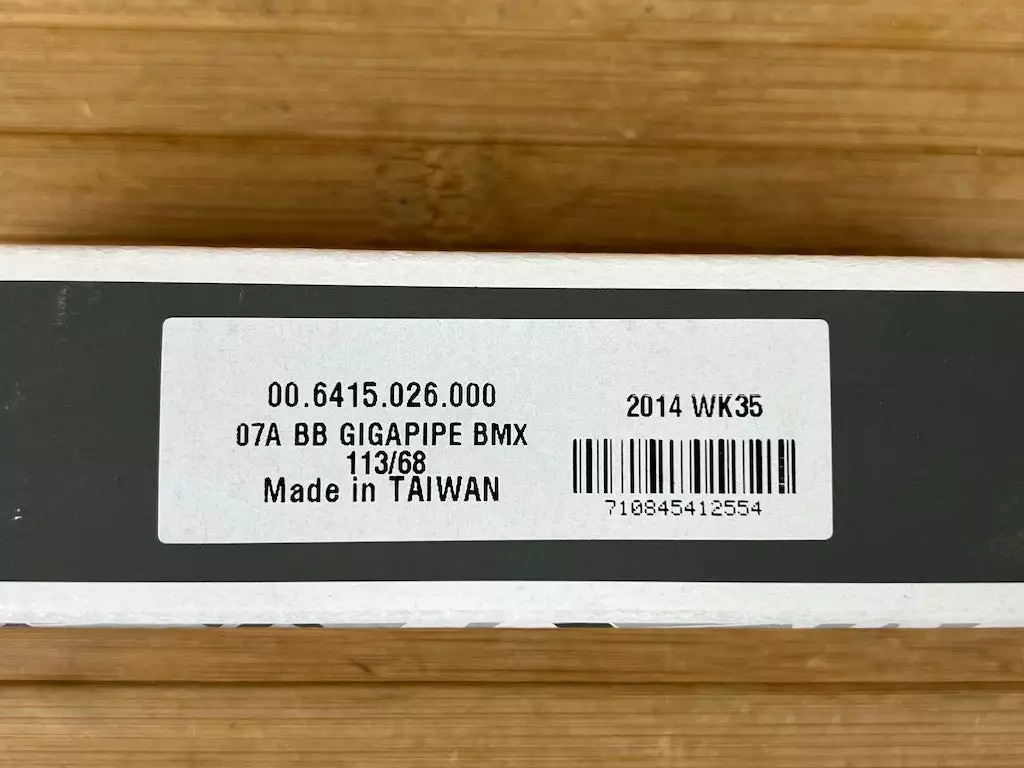 00.6415.026.000
07A BB GIGAPIPE BMX
113/68
Made in TAIWAN
2014 WK35
710845412554